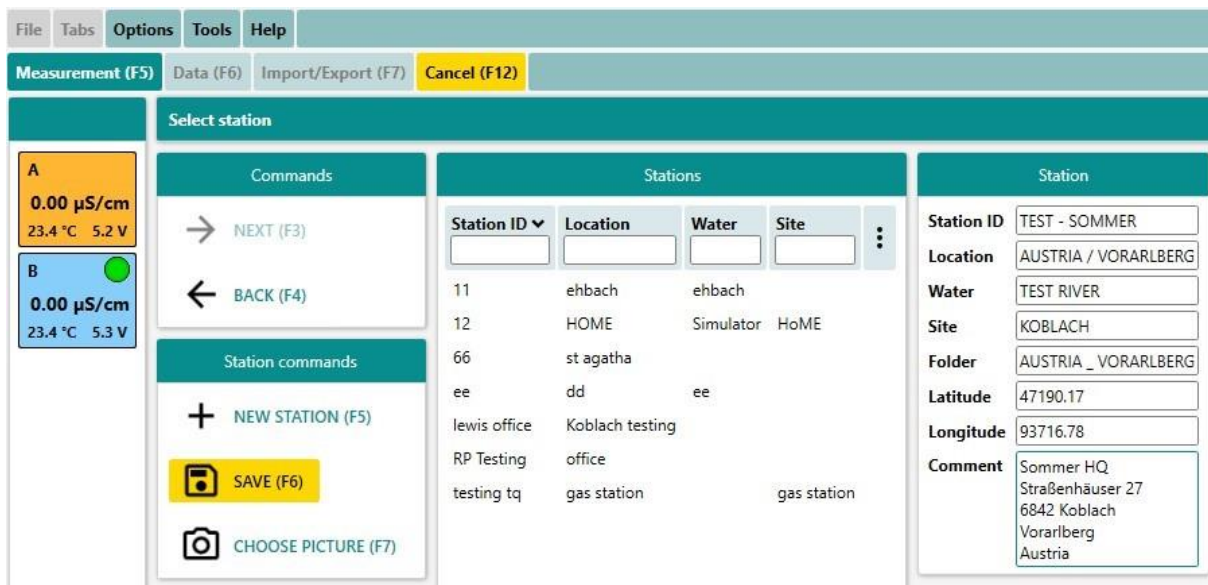 File Tabs Options Tools Help
Measurement (F5) Data (F6) Import/Export (F7) Cancel (F12)
Select station
A
0.00 µS/cm
23.4 °C 5.2 V
B
0.00 µS/cm
23.4 °C 5.3 V
Commands
NEXT (F3)
BACK (F4)
Station commands
NEW STATION (F5)
SAVE (F6)
CHOOSE PICTURE (F7)
Stations
Station ID Location Water Site
11 ehbach ehbach
12 HOME Simulator HoME
66 st agatha
ee dd ee
lewis office Koblach testing
RP Testing office
testing tq gas station gas station
Station
Station ID TEST - SOMMER
Location AUSTRIA / VORARLBERG
Water TEST RIVER
Site KOBLACH
Folder AUSTRIA _ VORARLBERG
Latitude 47190.17
Longitude 93716.78
Comment Sommer HQ
Straßenhäuser 27
6842 Koblach
Vorarlberg
Austria